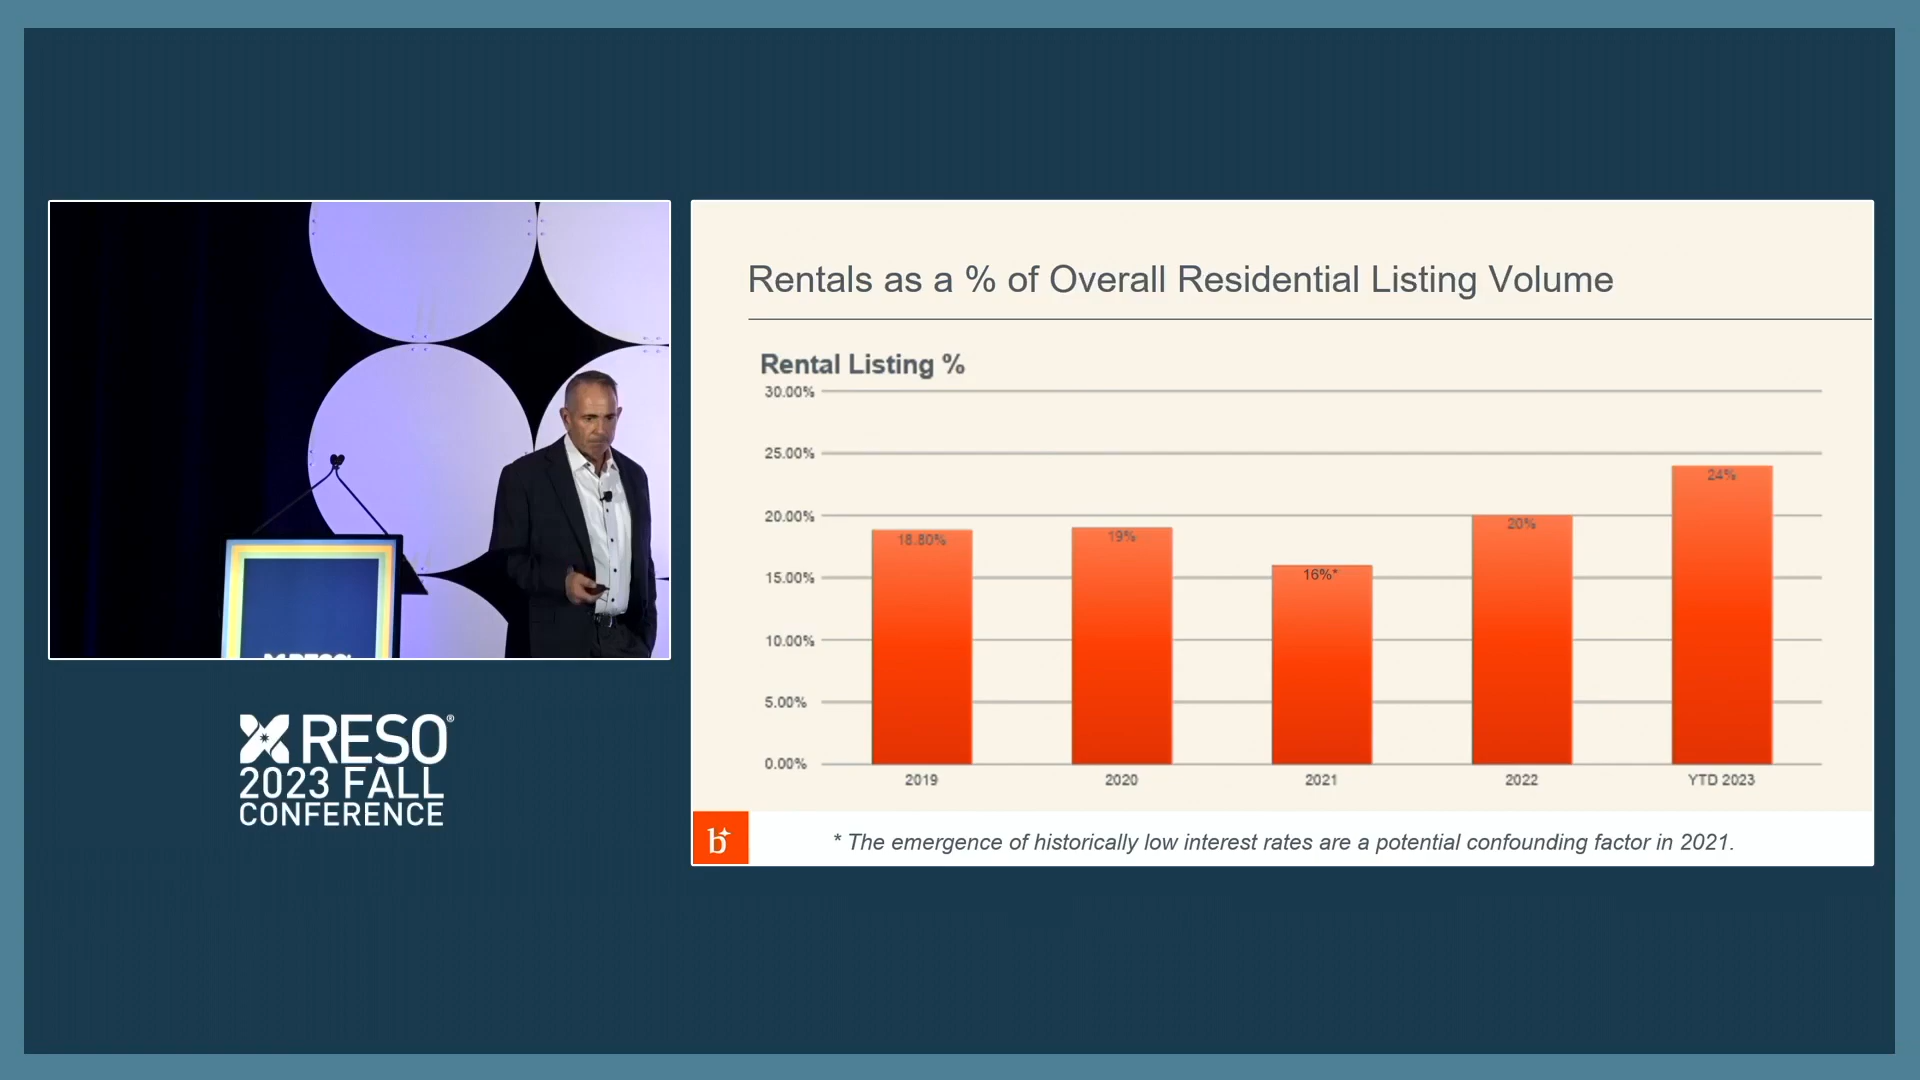 Rentals as a % of Overall Residential Listing Volume
Rental Listing %
30.00%
25.00%
20.00%
15.00%
10.00%
5.00%
0.00%
18.80%
19%
16%*
20%
24%
2019
2020
2021
2022
YTD 2023
b
* The emergence of historically low interest rates are a potential confounding factor in 2021.
RESO
RESO®
2023 FALL
CONFERENCE